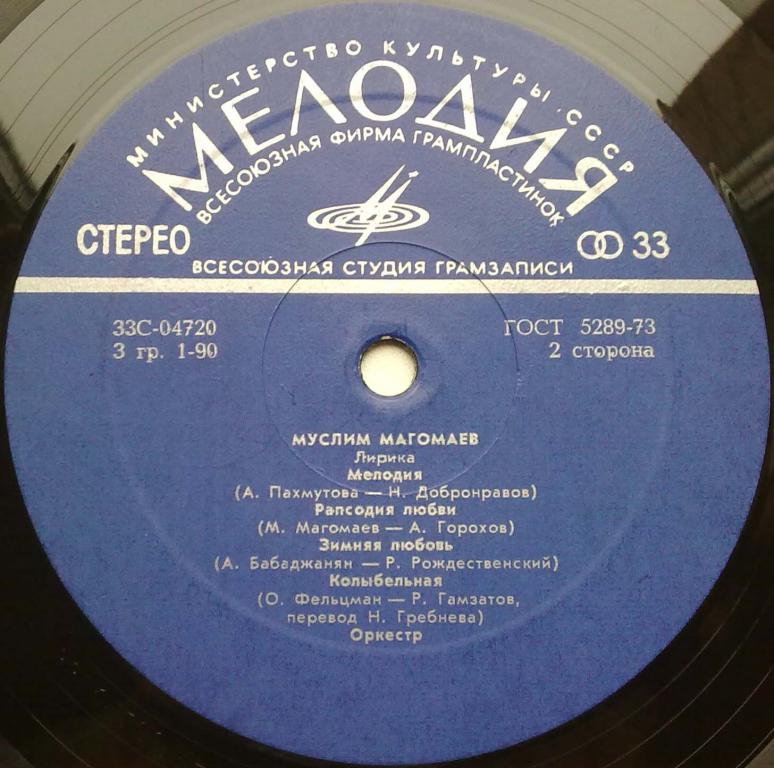 МИНИСТЕРСТВО КУЛЬТУРЫ СССР
МЕЛОДИЯ
ВСЕСОЮЗНАЯ ФИРМА ГРАМПЛАСТИНОК
СТЕРЕО
33
ВСЕСОЮЗНАЯ СТУДИЯ ГРАМЗАПИСИ
33С-04720
ГОСТ 5289-73
3 гр. 1-90
2 сторона
МУСЛИМ МАГОМАЕВ
Лирика
Мелодия
(А. Пахмутова — Н. Добронравов)
Рапсодия любви
(М. Магомаев — А. Горохов)
Зимняя любовь
(А. Бабаджанян — Р. Рождественский)
Колыбельная
(О. Фельцман — Р. Гамзатов,
перевод Н. Гребнева)
Оркестр